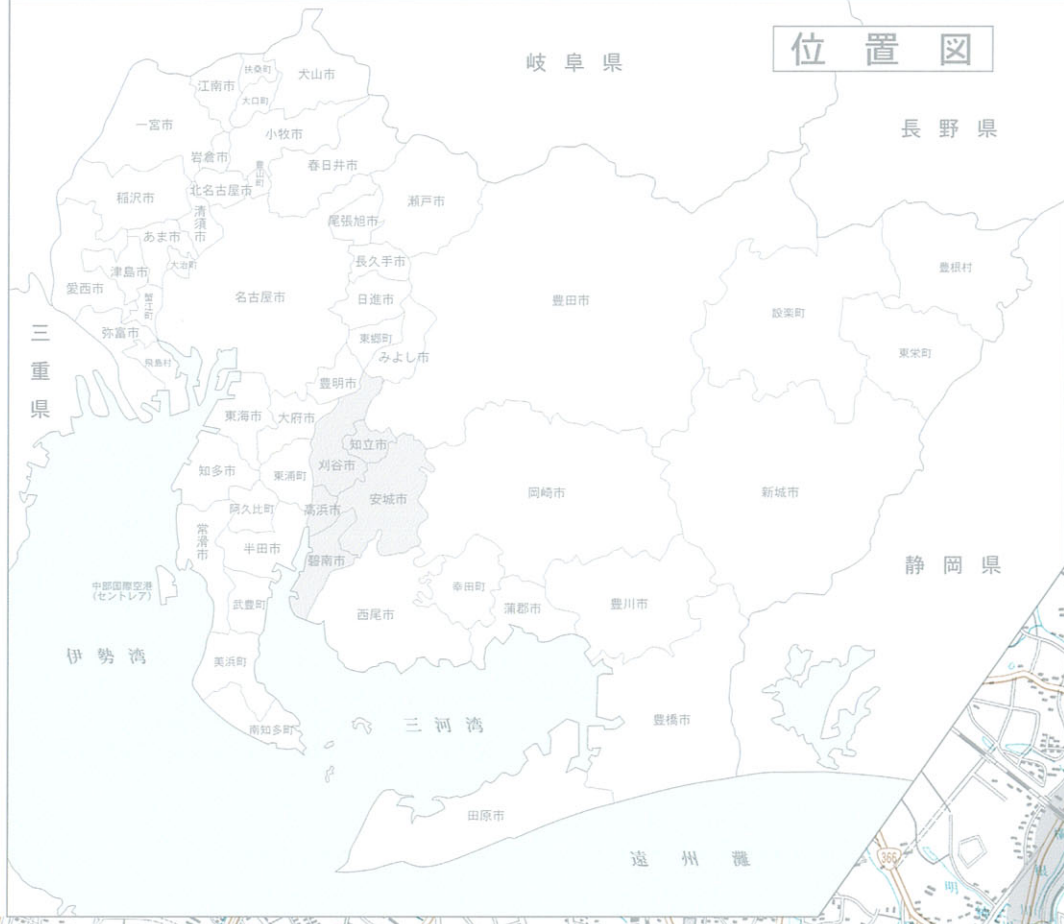 位置図
岐阜県
長野県
扶桑町
犬山市
江南市
大口町
一宮市
小牧市
岩倉市
豊山町
春日井市
北名古屋市
稲沢市
瀬戸市
清須市
尾張旭市
あま市
大治町
長久手市
津島市
愛西市
蟹江町
名古屋市
日進市
豊田市
豊根村
設楽町
三重県
弥富市
飛島村
東郷町
みよし市
東栄町
豊明市
東海市
大府市
知立市
刈谷市
知多市
東浦町
安城市
岡崎市
新城市
阿久比町
高浜市
常滑市
半田市
碧南市
静岡県
中部国際空港
(セントレア)
武豊町
西尾市
幸田町
蒲郡市
豊川市
伊勢湾
美浜町
南知多町
三河湾
豊橋市
田原市
遠州灘
366
明